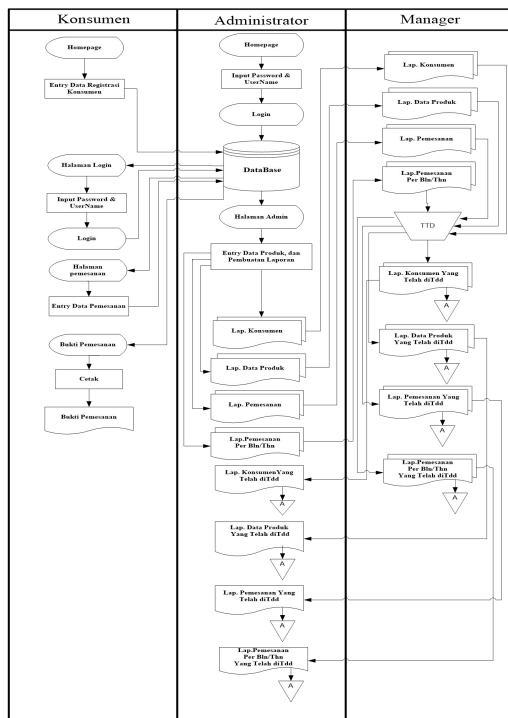 Konsumen
Homepage
Entry Data Registrasi
Konsumen
Halaman Login
Input Password &
UserName
Login
Halaman
pemesanan
Entry Data Pemesanan
Bukti Pemesanan
Cetak
Bukti Pemesanan
Administrator
Homepage
Input Password &
UserName
Login
DataBase
Halaman Admin
Entry Data Produk, dan
Pembuatan Laporan
Lap. Konsumen
Lap. Data Produk
Lap. Pemesanan
Lap.Pemesanan
Per Bln/Thn
Lap. KonsumenYang
Telah diTdd
A
Lap. Data Produk
Yang Telah diTdd
A
Lap. Pemesanan Yang
Telah diTdd
A
Lap.Pemesanan
Per Bln/Thn
Yang Telah diTdd
A
Manager
Lap. Konsumen
Lap. Data Produk
Lap. Pemesanan
Lap.Pemesanan
Per Bln/Thn
TTD
Lap. Konsumen Yang
Telah diTdd
A
Lap. Data Produk
Yang Telah diTdd
A
Lap. Pemesanan Yang
Telah diTdd
A
Lap.Pemesanan
Per Bln/Thn
Yang Telah diTdd
A